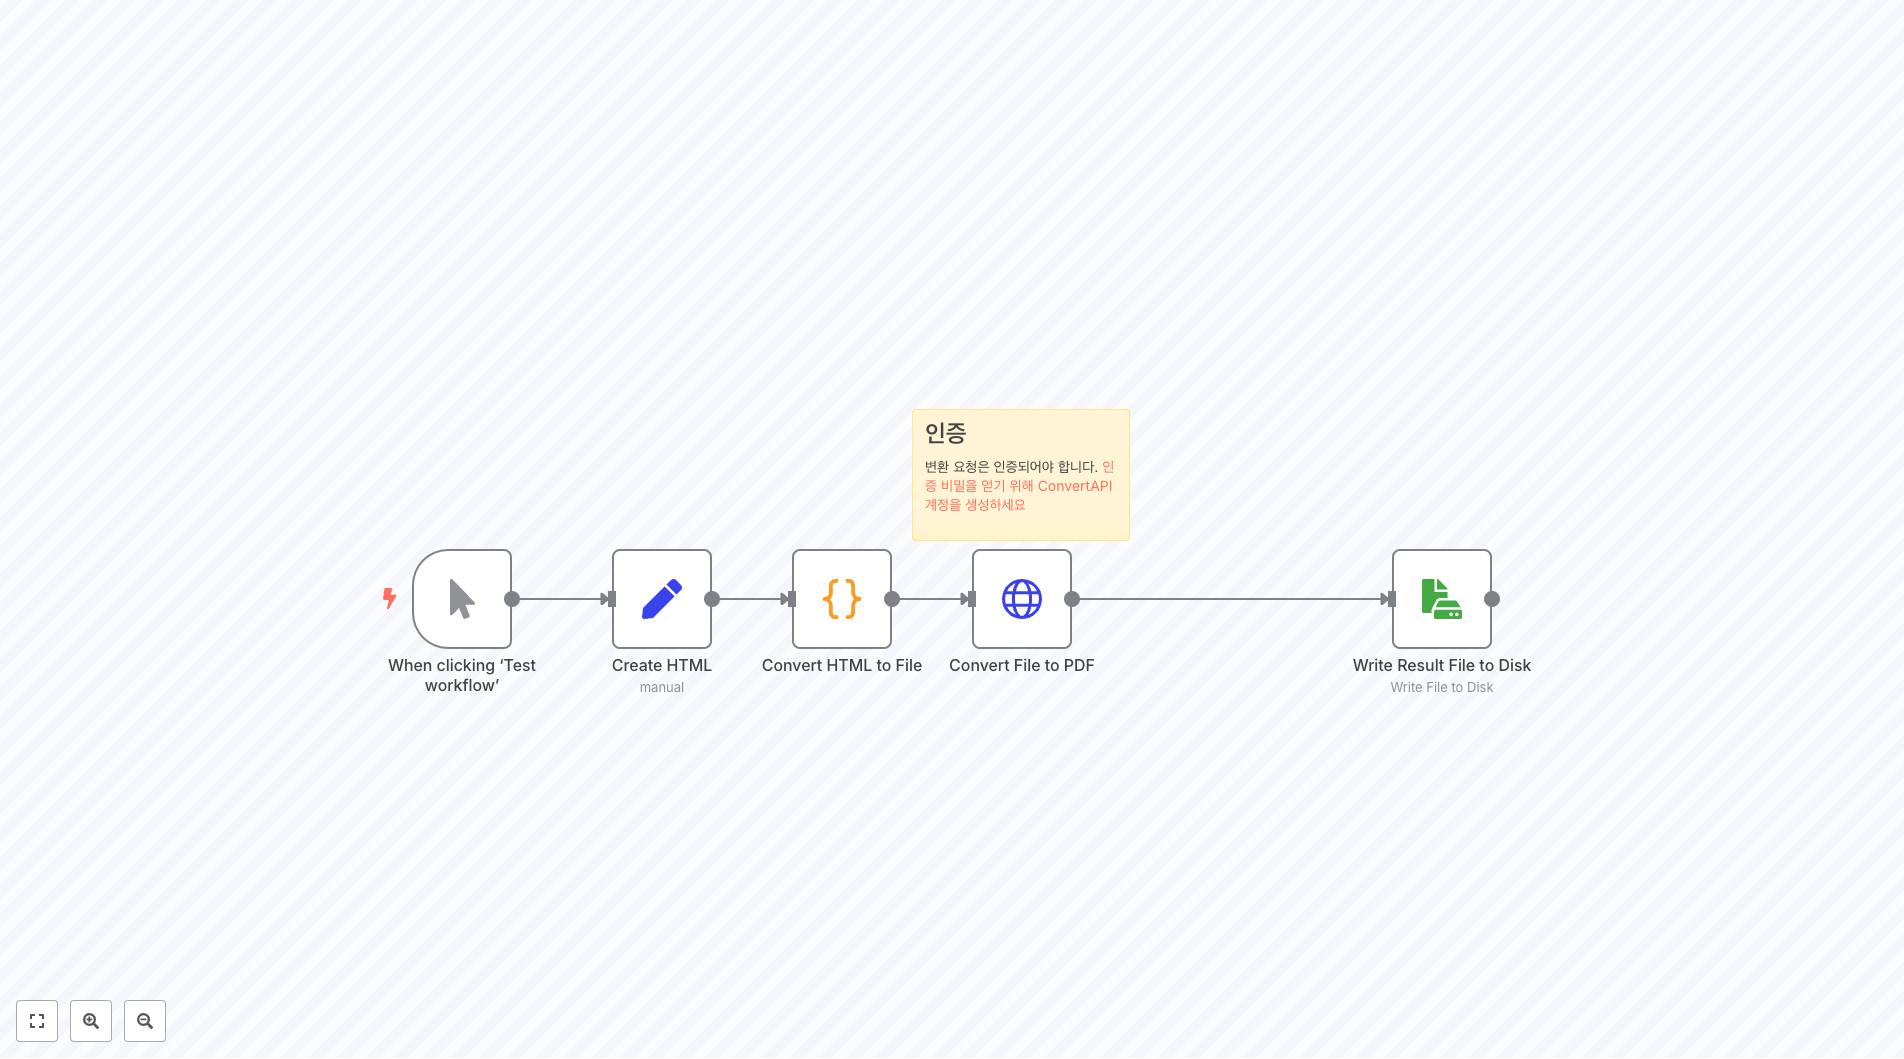 인증
변환 요청은 인증되어야 합니다. 인
증 비밀을 얻기 위해 ConvertAPI
계정을 생성하세요
When clicking ‘Test
workflow’
Create HTML
manual
Convert HTML to File
Convert File to PDF
Write Result File to Disk
Write File to Disk